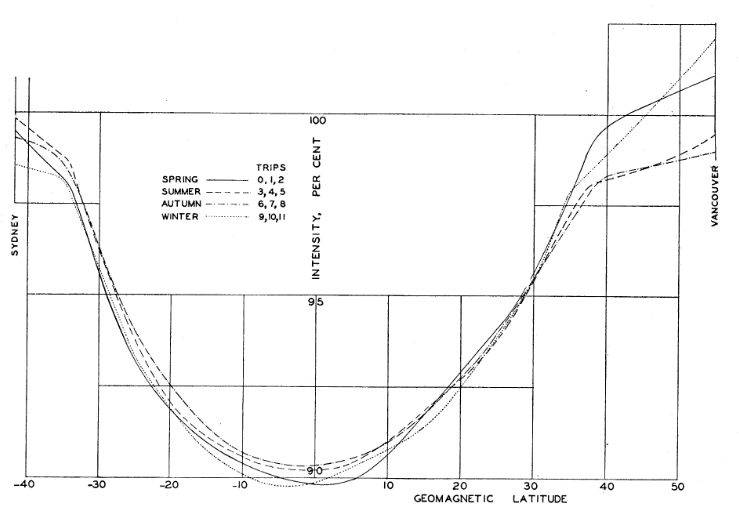 100
INTENSITY, PER CENT
TRIPS
SPRING 0, 1, 2
SUMMER 3, 4, 5
AUTUMN 6, 7, 8
WINTER 9, 10, 11
SYDNEY
VANCOUVER
95
90
-40 -30 -20 -10 0 10 20 30 40 50
GEOMAGNETIC LATITUDE